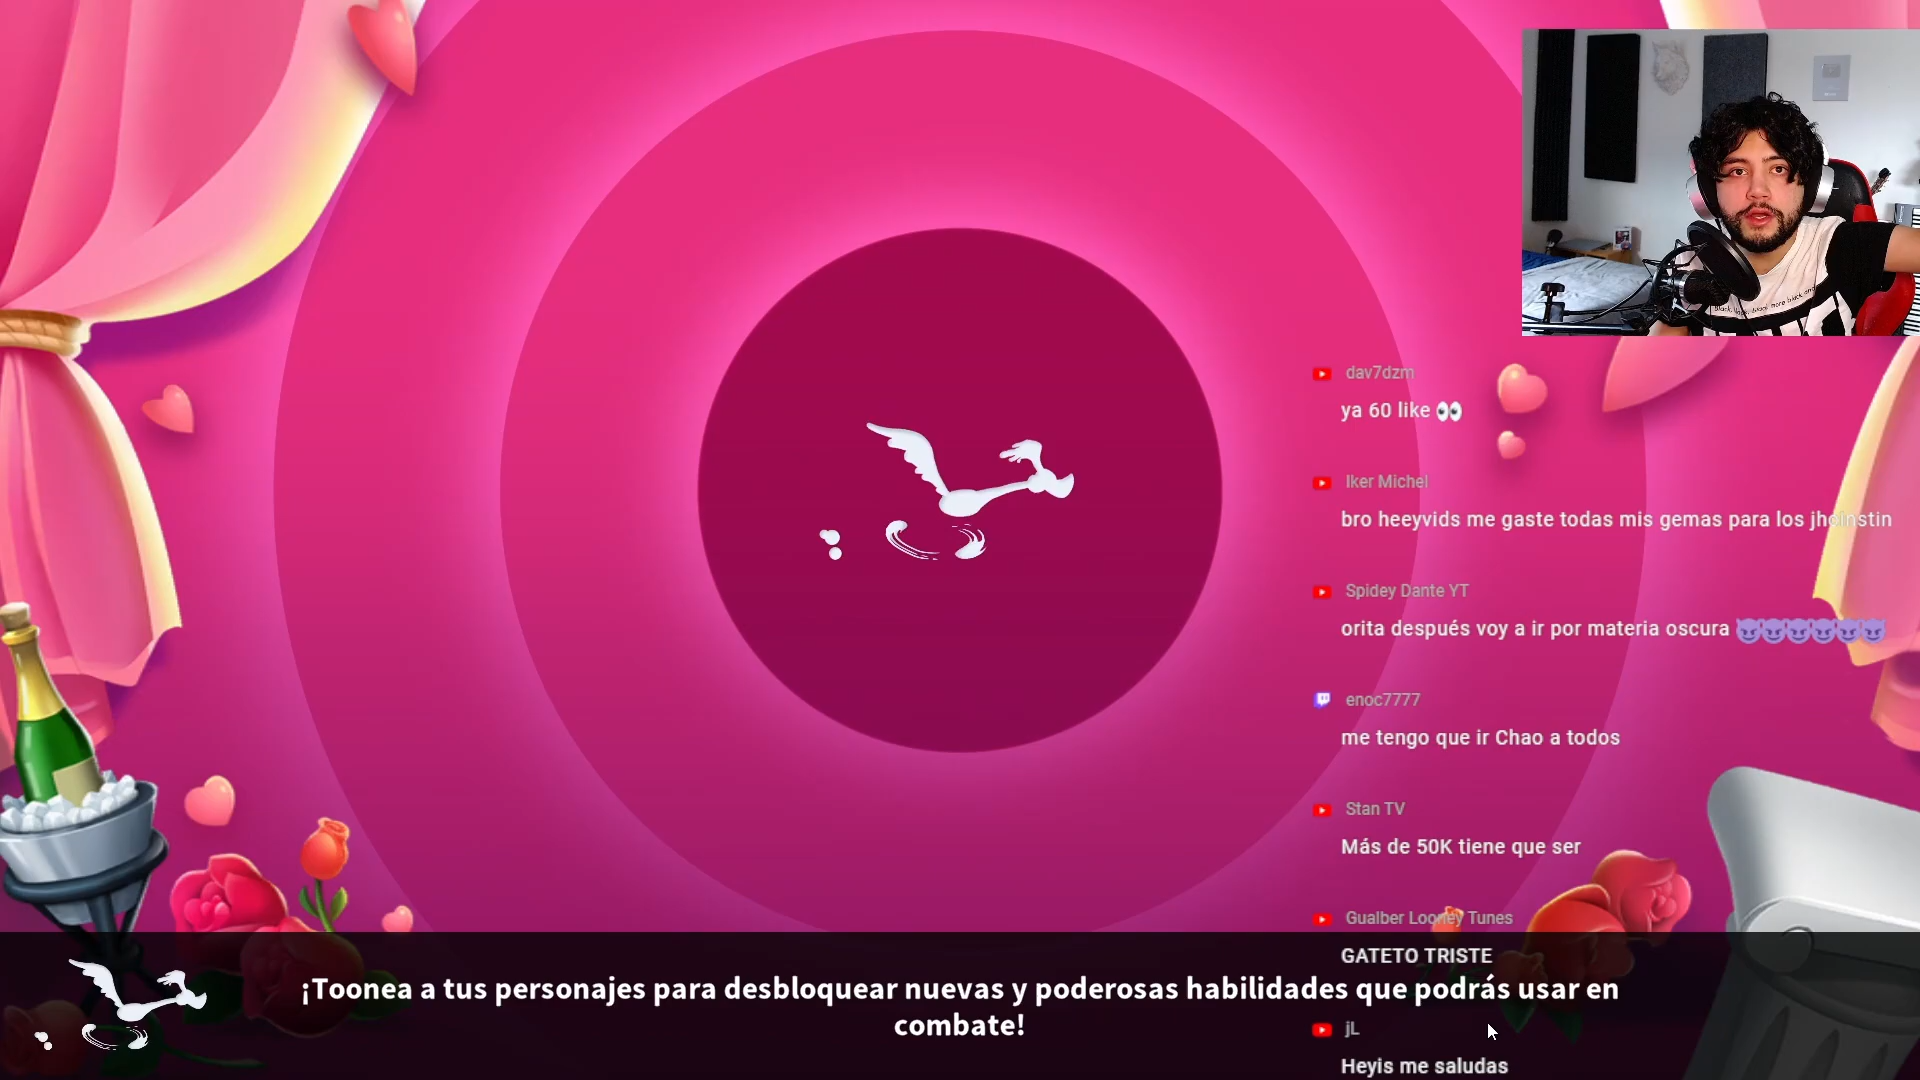 dav7dzm
ya 60 like 👀
Iker Michel
bro heeyvids me gaste todas mis gemas para los jhoinstin
Spidey Dante YT
orita después voy a ir por materia oscura 😈😈😈😈😈😈
enoc7777
me tengo que ir Chao a todos
Stan TV
Más de 50K tiene que ser
Gualber Looney Tunes
GATETO TRISTE
¡Toonea a tus personajes para desbloquear nuevas y poderosas habilidades que podrás usar en
combate!
jL
Heyis me saludas